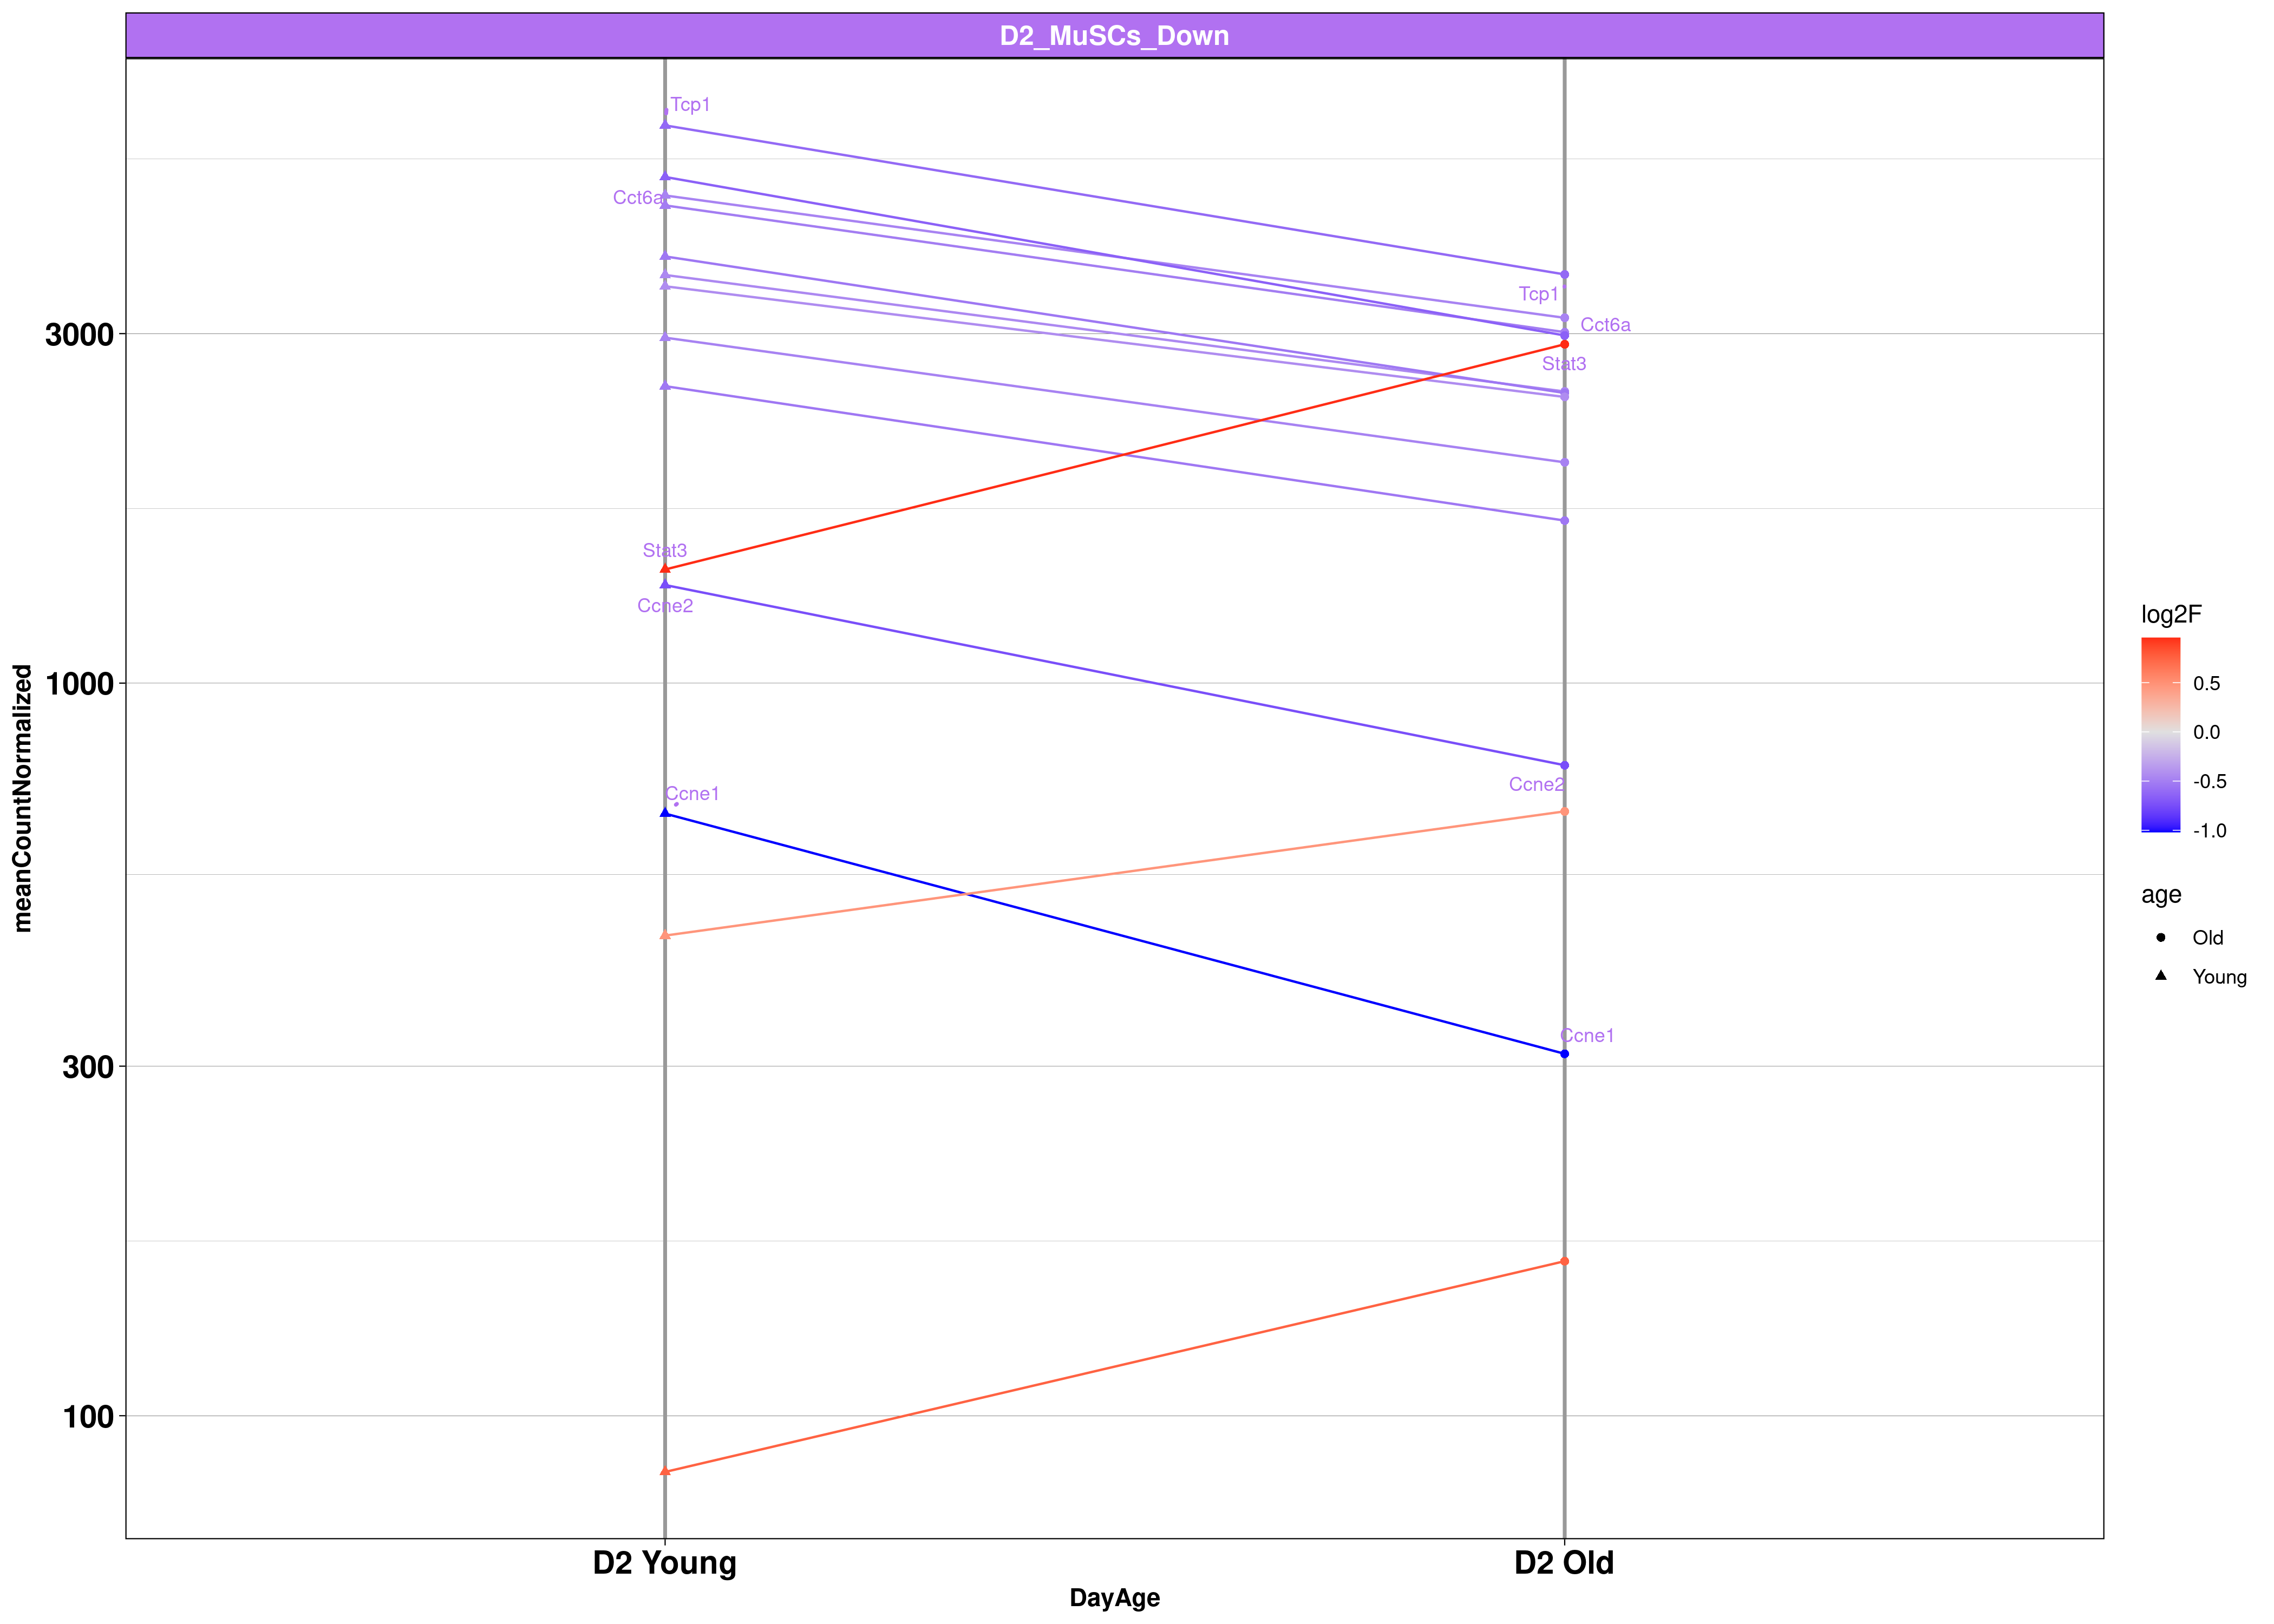 D2_MuSCs_Down
Tcp1
Cct6a
Tcp1
Cct6a
3000
Stat3
Stat3
Ccne2
1000
meanCountNormalized
Ccne2
Ccne1
Ccne1
300
100
D2 Young
D2 Old
DayAge
log2F
0.5
0.0
-0.5
-1.0
age
Old
Young